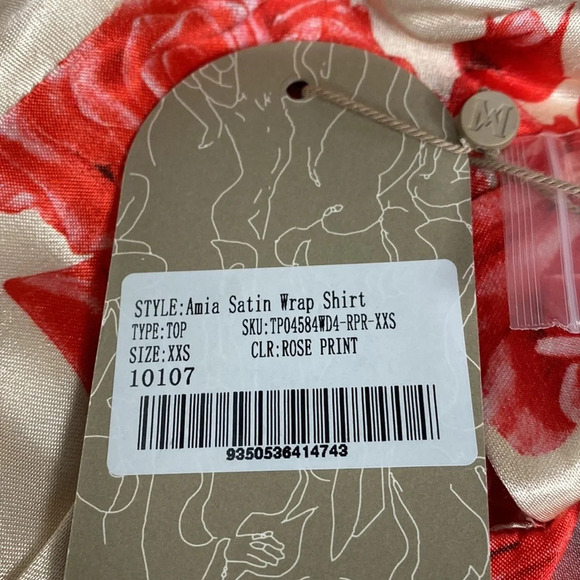 STYLE:Amia Satin Wrap Shirt
TYPE:TOP SKU:TP04584WD4-RPR-XXS
SIZE:XXS CLR:ROSE PRINT
10107
9350536414743